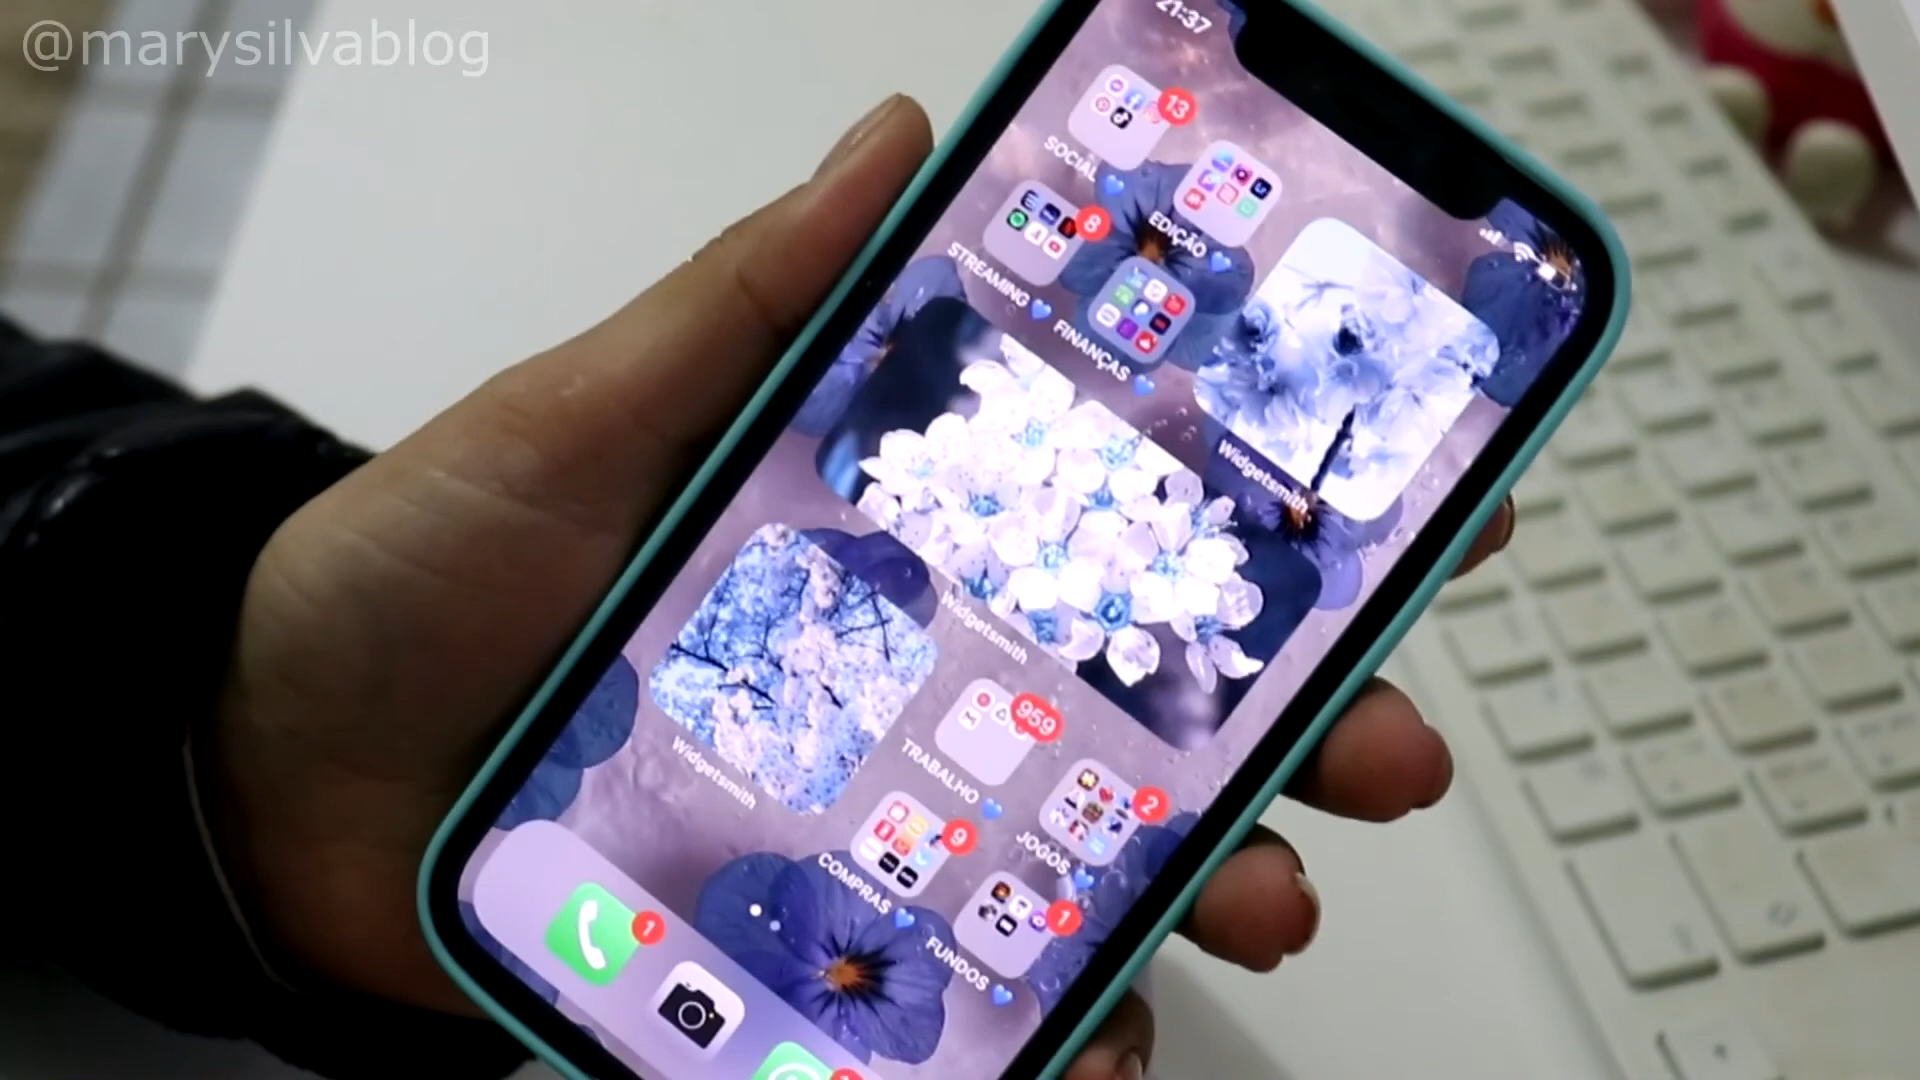 @marysilvablog
21:37
13
SOCIAL 💙
EDIÇÃO 💙
8
STREAMING 💙
FINANÇAS 💙
Widgetsmith
Widgetsmith
Widgetsmith
959
TRABALHO 💙
2
JOGOS 💙
9
COMPRAS 💙
1
FUNDOS 💙
1